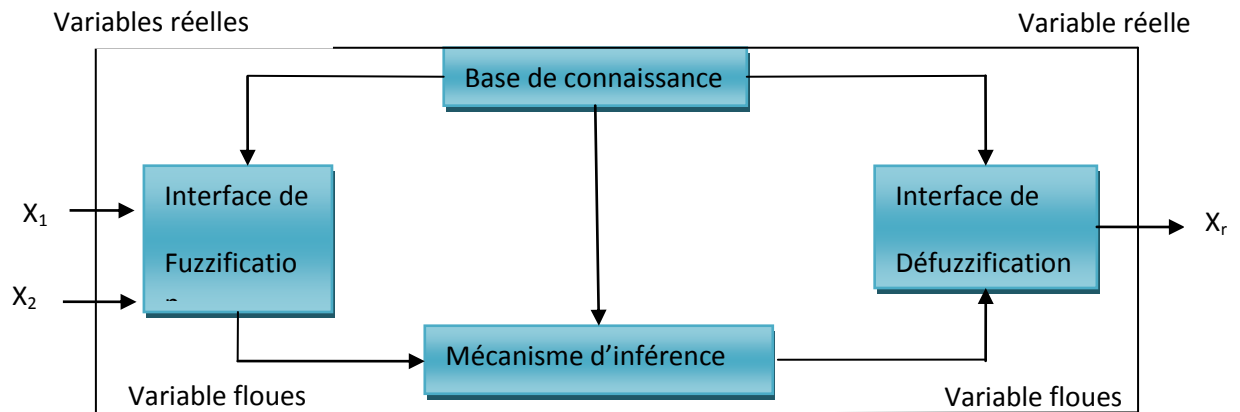 Variables réelles
Variable réelle
Base de connaissance
Interface de
Fuzzificatio
X₁
X₂
Interface de
Défuzzification
Xᵣ
Mécanisme d'inférence
Variable floues
Variable floues